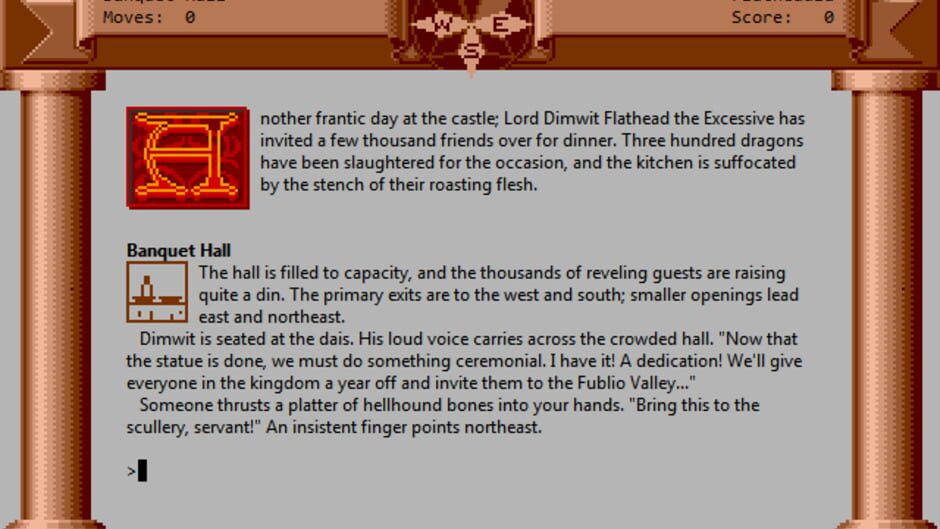 Moves: 0
Score: 0
W E
S
Another frantic day at the castle; Lord Dimwit Flathead the Excessive has
invited a few thousand friends over for dinner. Three hundred dragons
have been slaughtered for the occasion, and the kitchen is suffocated
by the stench of their roasting flesh.
Banquet Hall
The hall is filled to capacity, and the thousands of reveling guests are raising
quite a din. The primary exits are to the west and south; smaller openings lead
east and northeast.
Dimwit is seated at the dais. His loud voice carries across the crowded hall. "Now that
the statue is done, we must do something ceremonial. I have it! A dedication! We'll give
everyone in the kingdom a year off and invite them to the Fublio Valley..."
Someone thrusts a platter of hellhound bones into your hands. "Bring this to the
scullery, servant!" An insistent finger points northeast.
>